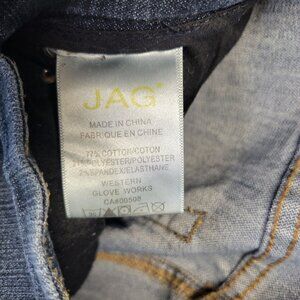 JAG
MADE IN CHINA
FABRIQUE EN CHINE
77% COTTON/COTON
21% POLYESTER/POLYESTER
2% SPANDEX/ELASTHANE
WESTERN
GLOVE WORKS
CA#00508